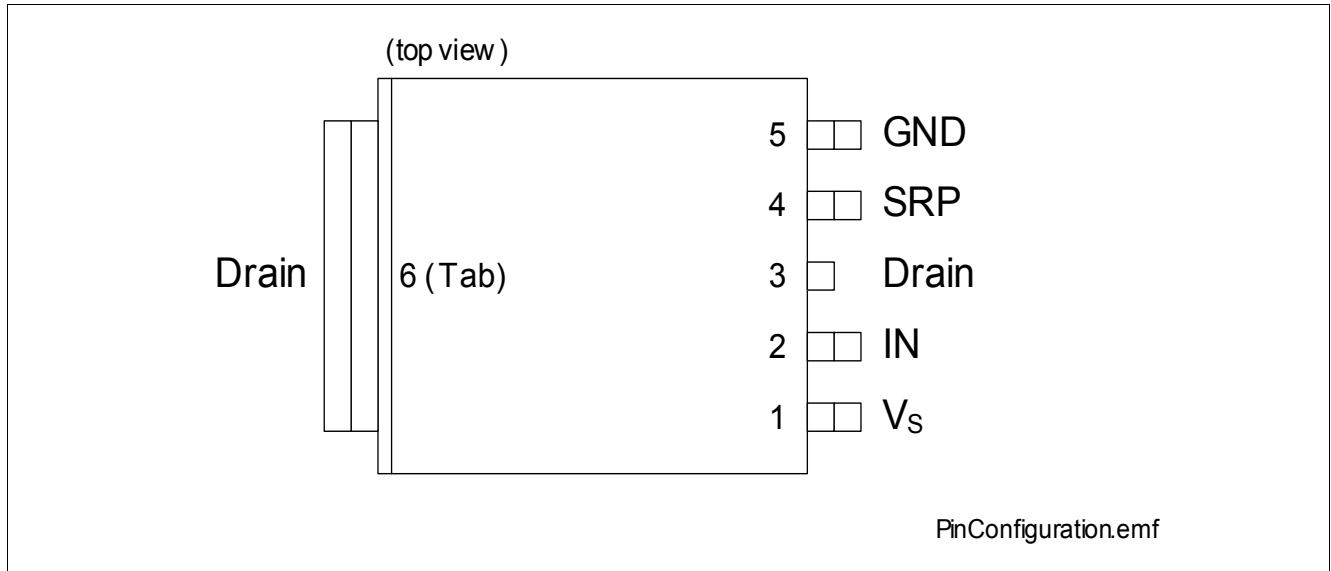 (top view)
5 GND
4 SRP
Drain 6 (Tab) 3 Drain
2 IN
1 VS
PinConfiguration.emf